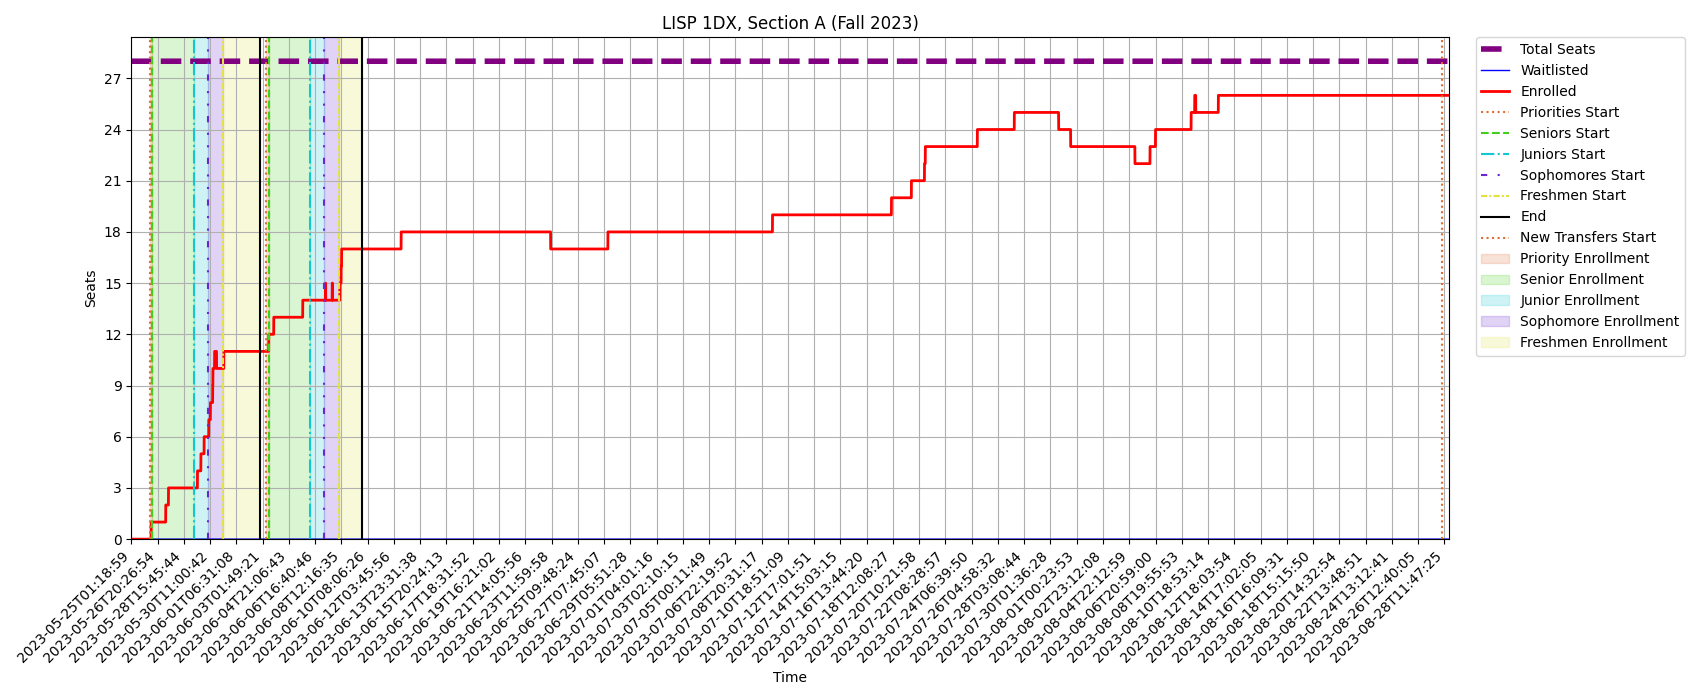 LISP 1DX, Section A (Fall 2023)
Total Seats
Waitlisted
Enrolled
Priorities Start
Seniors Start
Juniors Start
Sophomores Start
Freshmen Start
End
New Transfers Start
Priority Enrollment
Senior Enrollment
Junior Enrollment
Sophomore Enrollment
Freshmen Enrollment
Seats
27
24
21
18
15
12
9
6
3
0
2023-05-25T01:18:59
2023-05-26T20:26:54
2023-05-28T15:45:44
2023-05-30T11:00:42
2023-06-01T06:31:08
2023-06-03T01:49:21
2023-06-04T21:06:43
2023-06-06T16:40:46
2023-06-08T12:16:35
2023-06-10T08:06:26
2023-06-12T03:45:56
2023-06-13T23:31:38
2023-06-15T20:24:13
2023-06-17T18:31:52
2023-06-19T16:21:02
2023-06-21T14:05:56
2023-06-23T11:59:58
2023-06-25T09:48:24
2023-06-27T07:45:07
2023-06-29T05:51:28
2023-07-01T04:01:16
2023-07-03T02:10:15
2023-07-05T00:11:49
2023-07-06T22:19:52
2023-07-08T20:31:17
2023-07-10T18:51:09
2023-07-12T17:01:51
2023-07-14T15:03:15
2023-07-16T13:44:20
2023-07-18T12:08:27
2023-07-20T10:21:58
2023-07-22T08:28:57
2023-07-24T06:39:50
2023-07-26T04:58:32
2023-07-28T03:08:44
2023-07-30T01:36:28
2023-08-01T00:23:53
2023-08-02T23:12:08
2023-08-04T22:12:59
2023-08-06T20:59:00
2023-08-08T19:55:53
2023-08-10T18:53:14
2023-08-12T18:03:54
2023-08-14T17:02:05
2023-08-16T16:09:31
2023-08-18T15:15:50
2023-08-20T14:32:54
2023-08-22T13:48:51
2023-08-24T13:12:41
2023-08-26T12:40:05
2023-08-28T11:47:25
Time